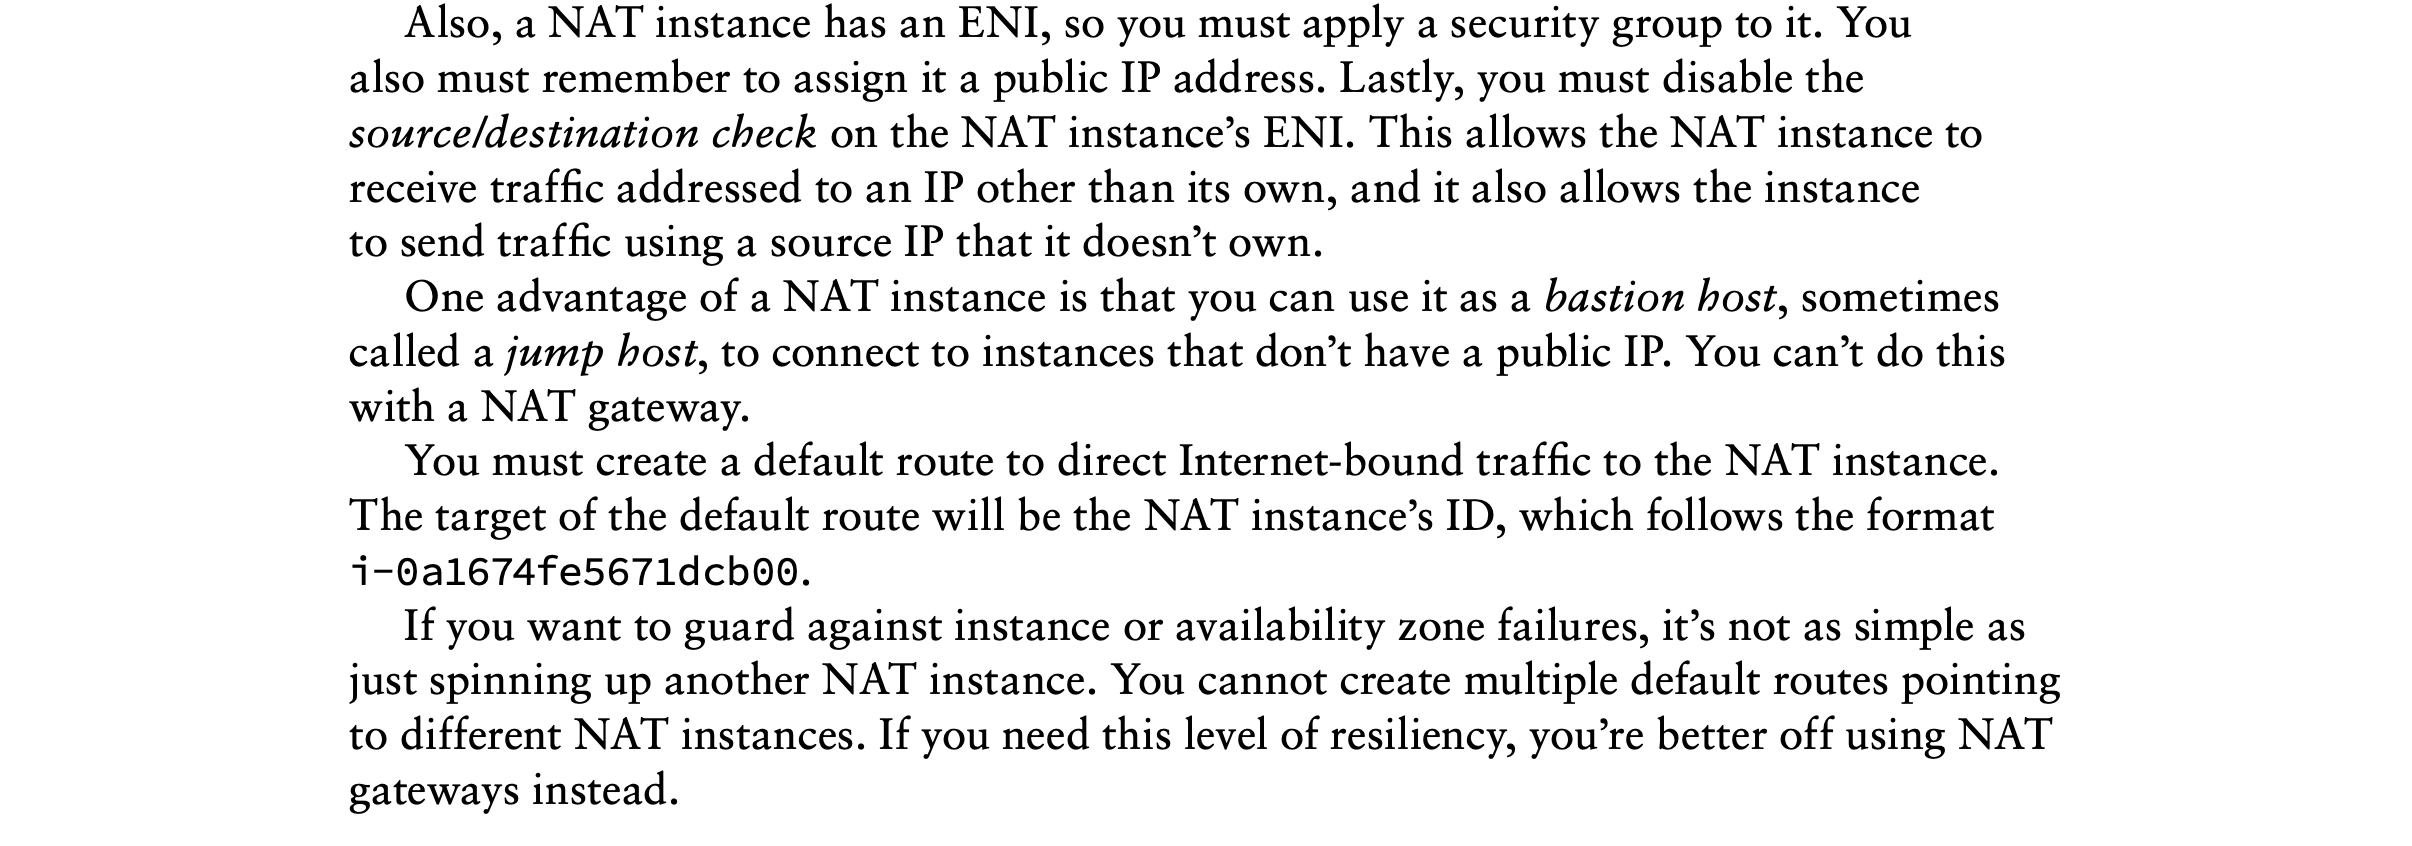 Also, a NAT instance has an ENI, so you must apply a security group to it. You
also must remember to assign it a public IP address. Lastly, you must disable the
source/destination check on the NAT instance’s ENI. This allows the NAT instance to
receive traffic addressed to an IP other than its own, and it also allows the instance
to send traffic using a source IP that it doesn’t own.
One advantage of a NAT instance is that you can use it as a bastion host, sometimes
called a jump host, to connect to instances that don’t have a public IP. You can’t do this
with a NAT gateway.
You must create a default route to direct Internet-bound traffic to the NAT instance.
The target of the default route will be the NAT instance’s ID, which follows the format
i-0a1674fe5671dcb00.
If you want to guard against instance or availability zone failures, it’s not as simple as
just spinning up another NAT instance. You cannot create multiple default routes pointing
to different NAT instances. If you need this level of resiliency, you’re better off using NAT
gateways instead.